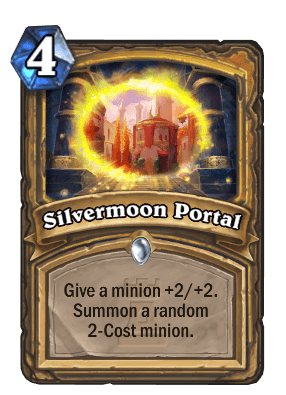 4
Silvermoon Portal
Give a minion +2/+2.
Summon a random
2-Cost minion.